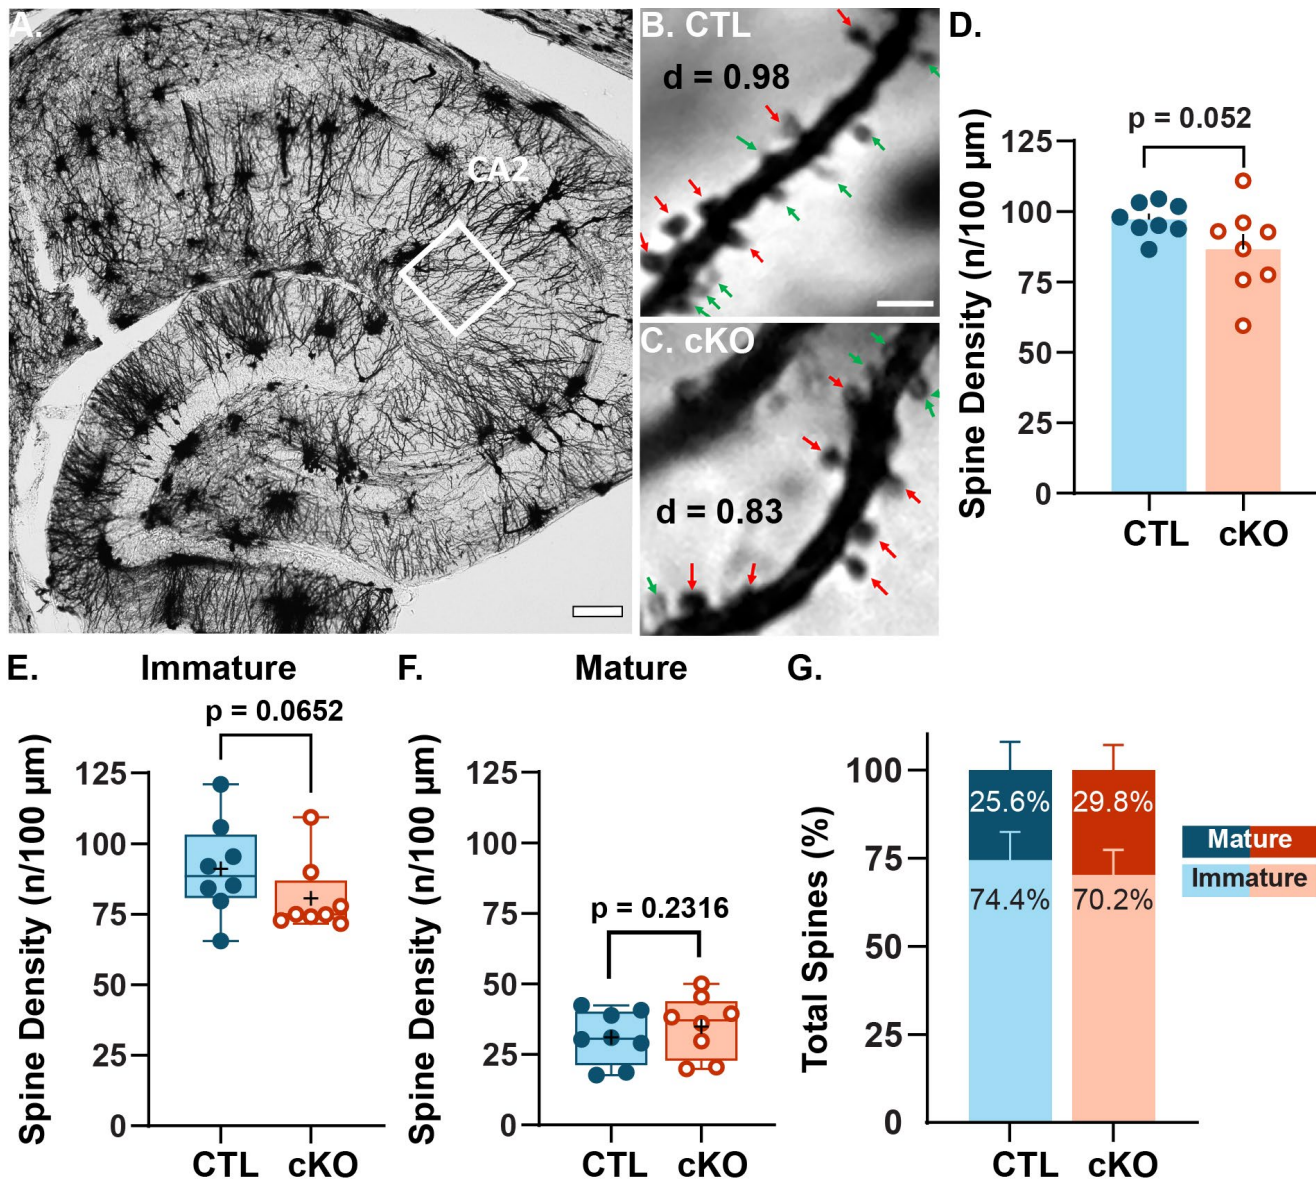 A.
CA2
B. CTL
d = 0.98
C. cKO
d = 0.83
D.
p = 0.052
Spine Density (n/100 µm)
125
100
75
50
25
0
CTL cKO
E. Immature
p = 0.0652
Spine Density (n/100 µm)
125
100
75
50
25
0
CTL cKO
F. Mature
p = 0.2316
Spine Density (n/100 µm)
125
100
75
50
25
0
CTL cKO
G.
Total Spines (%)
100
75
50
25
0
25.6% 29.8%
74.4% 70.2%
CTL cKO
Mature
Immature